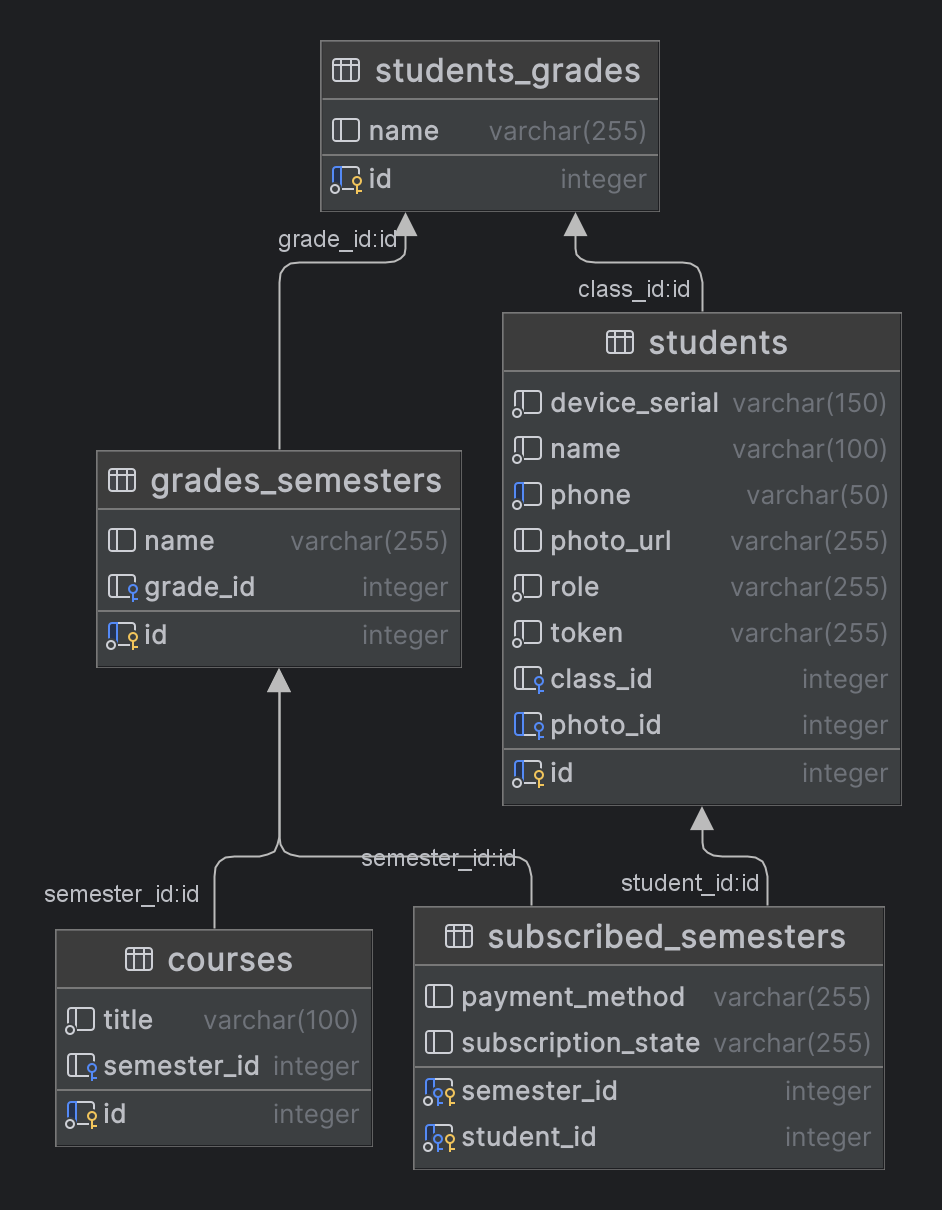 students_grades
name varchar(255)
id integer
grade_id:id
class_id:id
students
device_serial varchar(150)
name varchar(100)
phone varchar(50)
photo_url varchar(255)
role varchar(255)
token varchar(255)
class_id integer
photo_id integer
id integer
grades_semesters
name varchar(255)
grade_id integer
id integer
semester_id:id
semester_id:id
student_id:id
courses
title varchar(100)
semester_id integer
id integer
subscribed_semesters
payment_method varchar(255)
subscription_state varchar(255)
semester_id integer
student_id integer